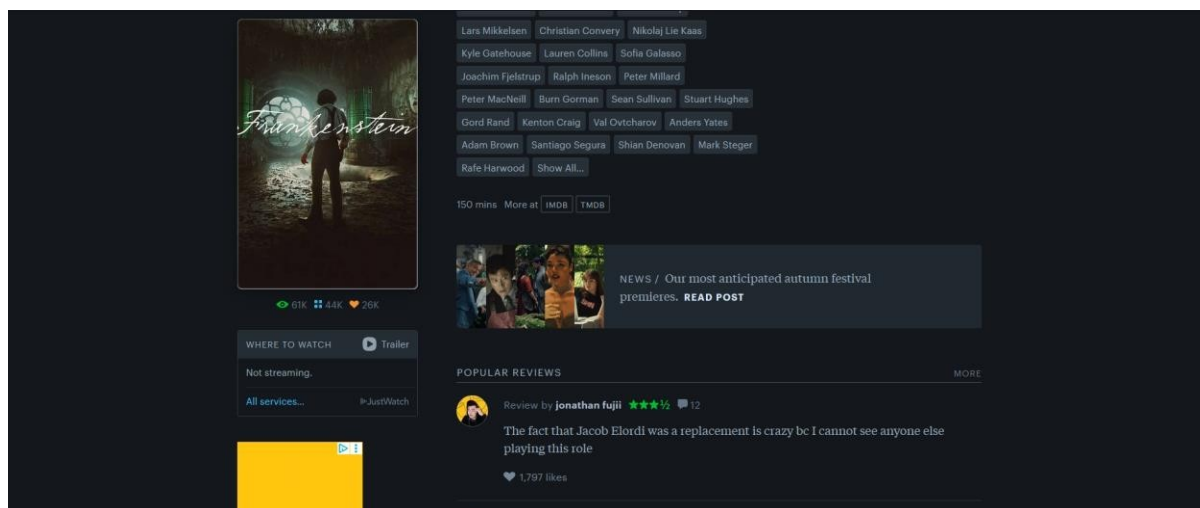 Frankenstein
61K 44K 26K
WHERE TO WATCH Trailer
Not streaming.
All services... JustWatch
Lars Mikkelsen Christian Convery Nikolaj Lie Kaas
Kyle Gatehouse Lauren Collins Sofia Galasso
Joachim Fjelstrup Ralph Ineson Peter Millard
Peter MacNeill Burn Gorman Sean Sullivan Stuart Hughes
Gord Rand Kenton Craig Val Ovtcharov Anders Yates
Adam Brown Santiago Segura Shian Denovan Mark Steger
Rafe Harwood Show All...
150 mins More at IMDB TMDB
NEWS / Our most anticipated autumn festival
premieres. READ POST
POPULAR REVIEWS MORE
Review by jonathan fujii ★★★½ 12
The fact that Jacob Elordi was a replacement is crazy bc I cannot see anyone else
playing this role
1,797 likes